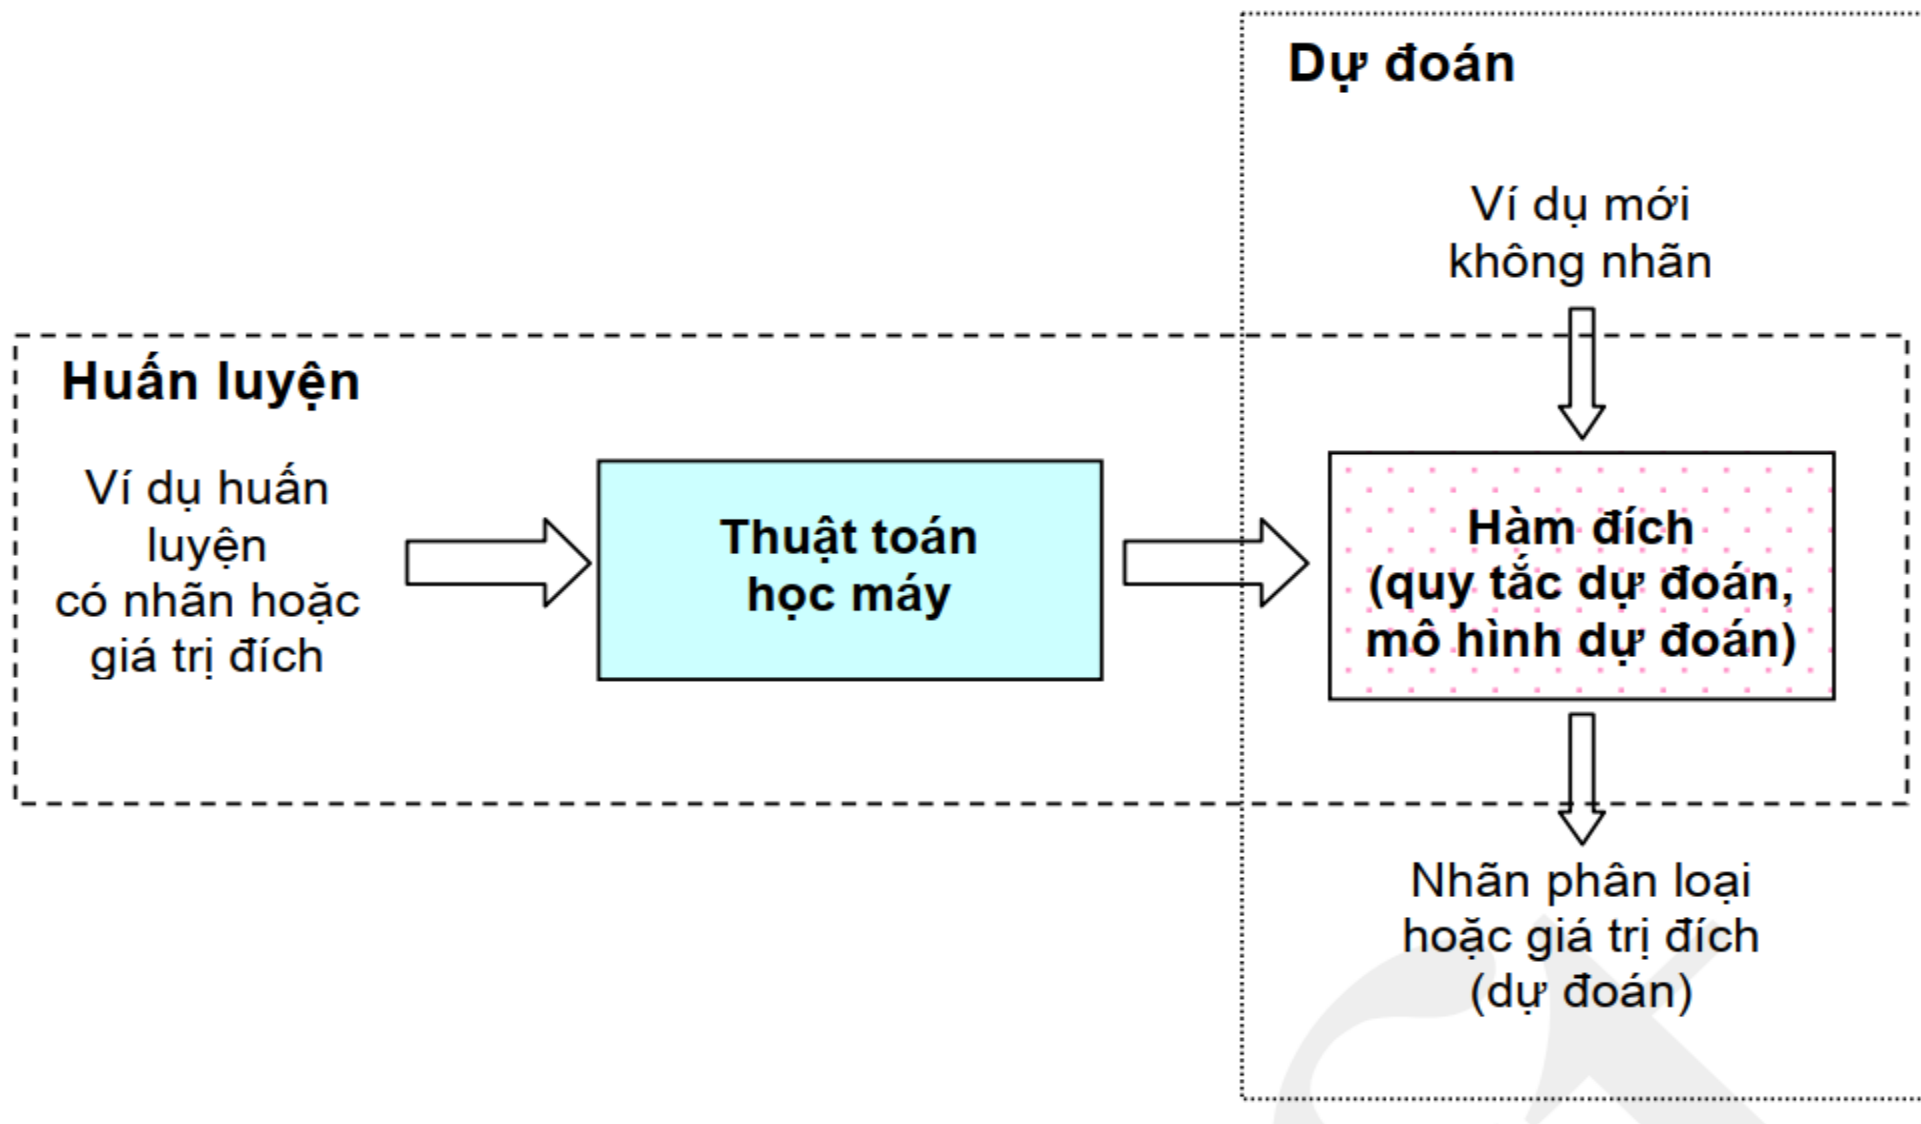 Dự đoán
Ví dụ mới
không nhãn
Huấn luyện
Ví dụ huấn
luyện
có nhãn hoặc
giá trị đích
Thuật toán
học máy
Hàm đích
(quy tắc dự đoán,
mô hình dự đoán)
Nhãn phân loại
hoặc giá trị đích
(dự đoán)